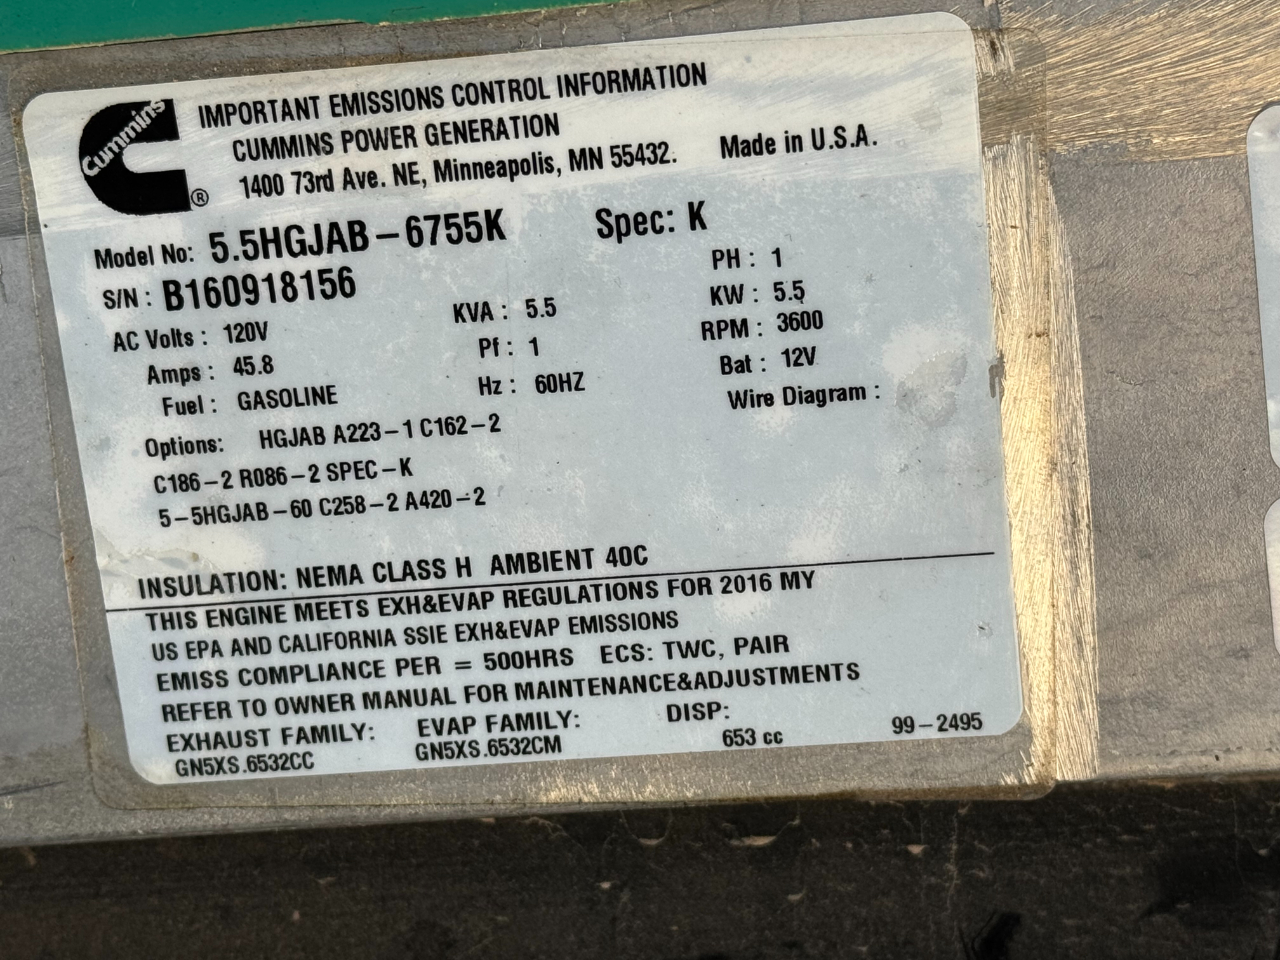 Cummins ®
IMPORTANT EMISSIONS CONTROL INFORMATION
CUMMINS POWER GENERATION
1400 73rd Ave. NE, Minneapolis, MN 55432. Made in U.S.A.
Model No: 5.5HGJAB-6755K Spec: K
S/N: B160918156 PH: 1
AC Volts: 120V KVA: 5.5 KW: 5.5
Amps: 45.8 Pf: 1 RPM: 3600
Fuel: GASOLINE Hz: 60HZ Bat: 12V
Wire Diagram:
Options: HGJAB A223-1 C162-2
C186-2 R086-2 SPEC-K
5-5HGJAB-60 C258-2 A420-2
INSULATION: NEMA CLASS H AMBIENT 40C
THIS ENGINE MEETS EXH&EVAP REGULATIONS FOR 2016 MY
US EPA AND CALIFORNIA SSIE EXH&EVAP EMISSIONS
EMISS COMPLIANCE PER = 500HRS ECS: TWC, PAIR
REFER TO OWNER MANUAL FOR MAINTENANCE&ADJUSTMENTS
EXHAUST FAMILY: EVAP FAMILY: DISP:
GN5XS.6532CC GN5XS.6532CM 653 cc 99-2495